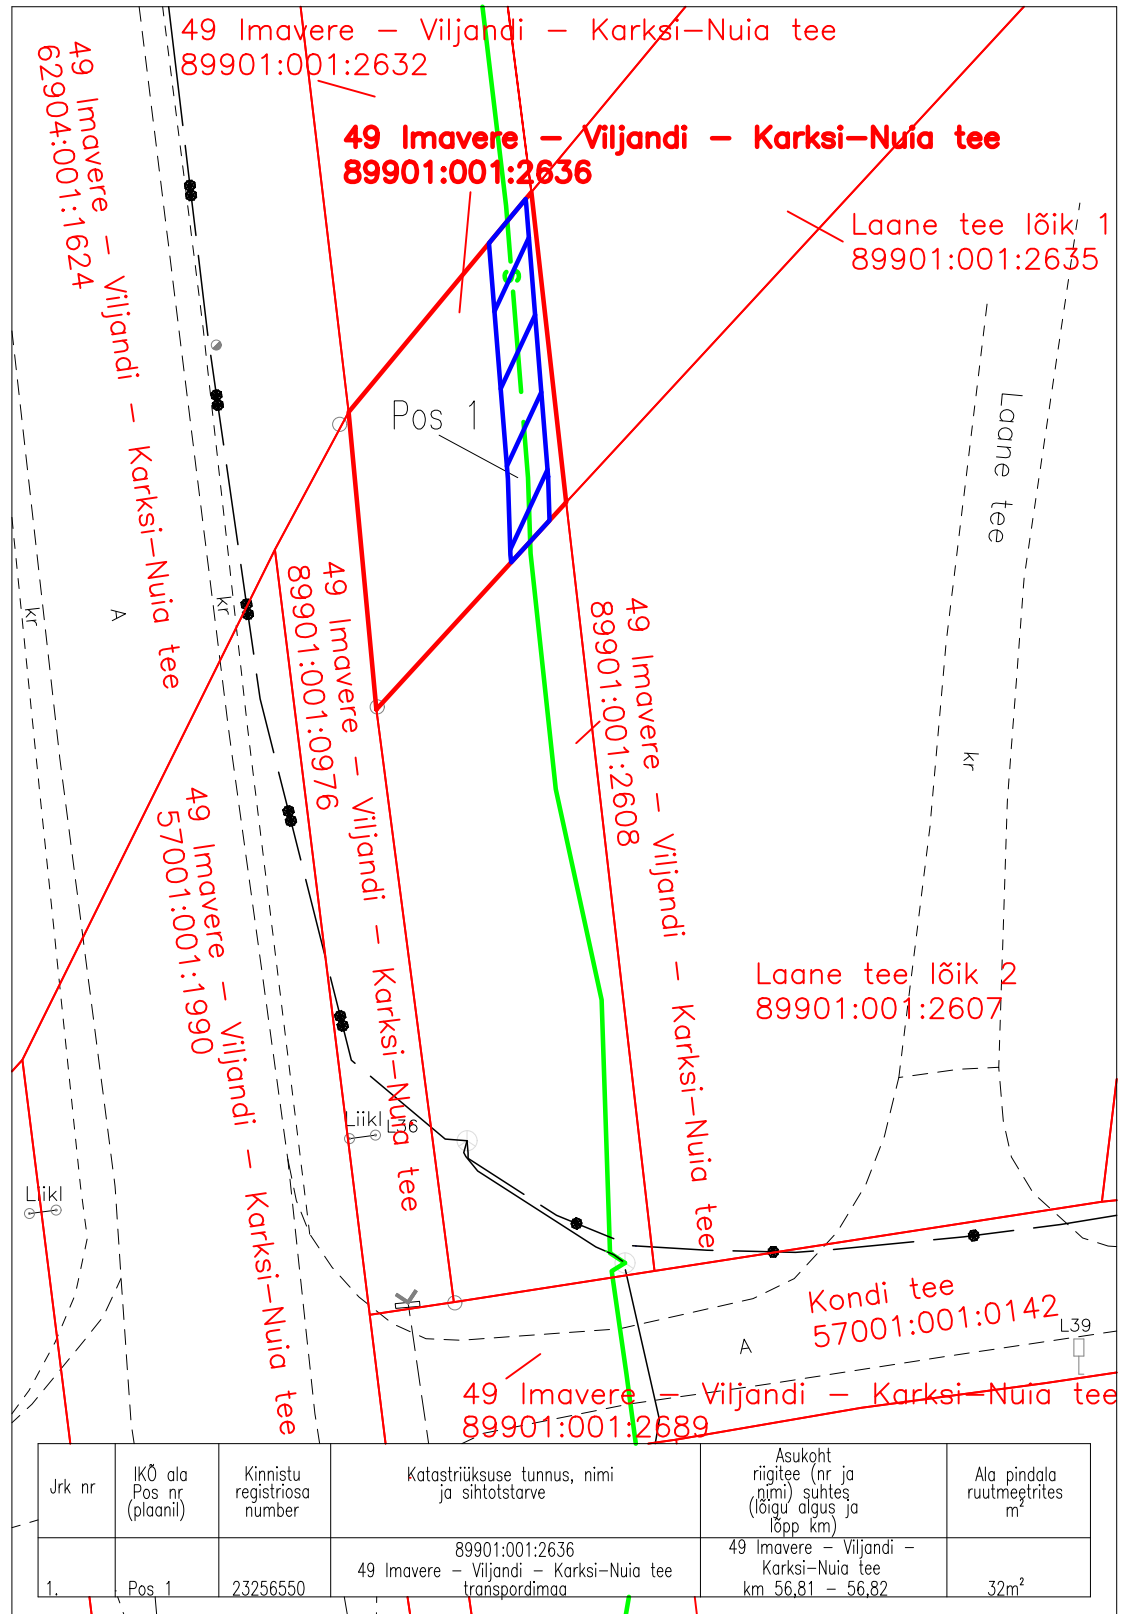 49 Imavere – Viljandi – Karksi-Nuia tee
89901:001:2632
49 Imavere – Viljandi – Karksi-Nuia tee
62904:001:1624
49 Imavere – Viljandi – Karksi-Nuia tee
89901:001:2636
Laane tee lõik 1
89901:001:2635
Pos 1
Laane tee
49 Imavere – Viljandi – Karksi-Nuia tee
89901:001:0976
49 Imavere – Viljandi – Karksi-Nuia tee
89901:001:2608
kr
A
kr
kr
49 Imavere – Viljandi – Karksi-Nuia tee
57001:001:1990
Laane tee lõik 2
89901:001:2607
Liikl
L36
Liikl
Kondi tee
57001:001:0142
L39
A
49 Imavere – Viljandi – Karksi-Nuia tee
89901:001:2689
Jrk nr
IKÕ ala
Pos nr
(plaanil)
Kinnistu
registriosa
number
Katastriüksuse tunnus, nimi
ja sihtotstarve
Asukoht
riigitee (nr ja
nimi) suhtes
(lõigu algus ja
lõpp km)
Ala pindala
ruutmeetrites
m²
1.
Pos 1
23256550
89901:001:2636
49 Imavere – Viljandi – Karksi-Nuia tee
transpordimaa
49 Imavere – Viljandi –
Karksi-Nuia tee
km 56,81 – 56,82
32m²